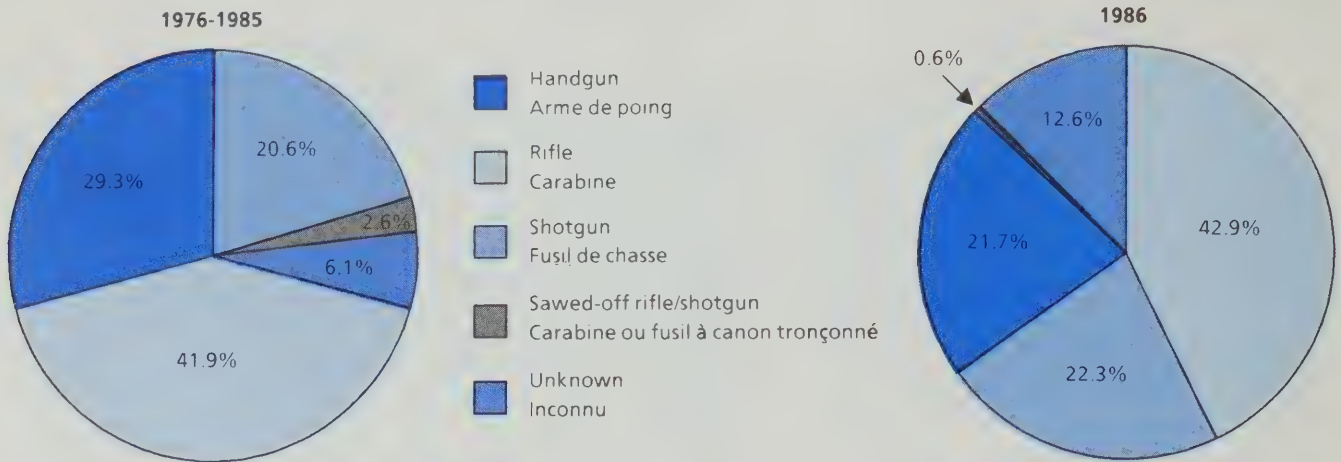 1976-1985
29.3%
20.6%
2.6%
6.1%
41.9%
Handgun
Arme de poing
Rifle
Carabine
Shotgun
Fusil de chasse
Sawed-off rifle/shotgun
Carabine ou fusil à canon tronçonné
Unknown
Inconnu
1986
0.6%
12.6%
42.9%
21.7%
22.3%